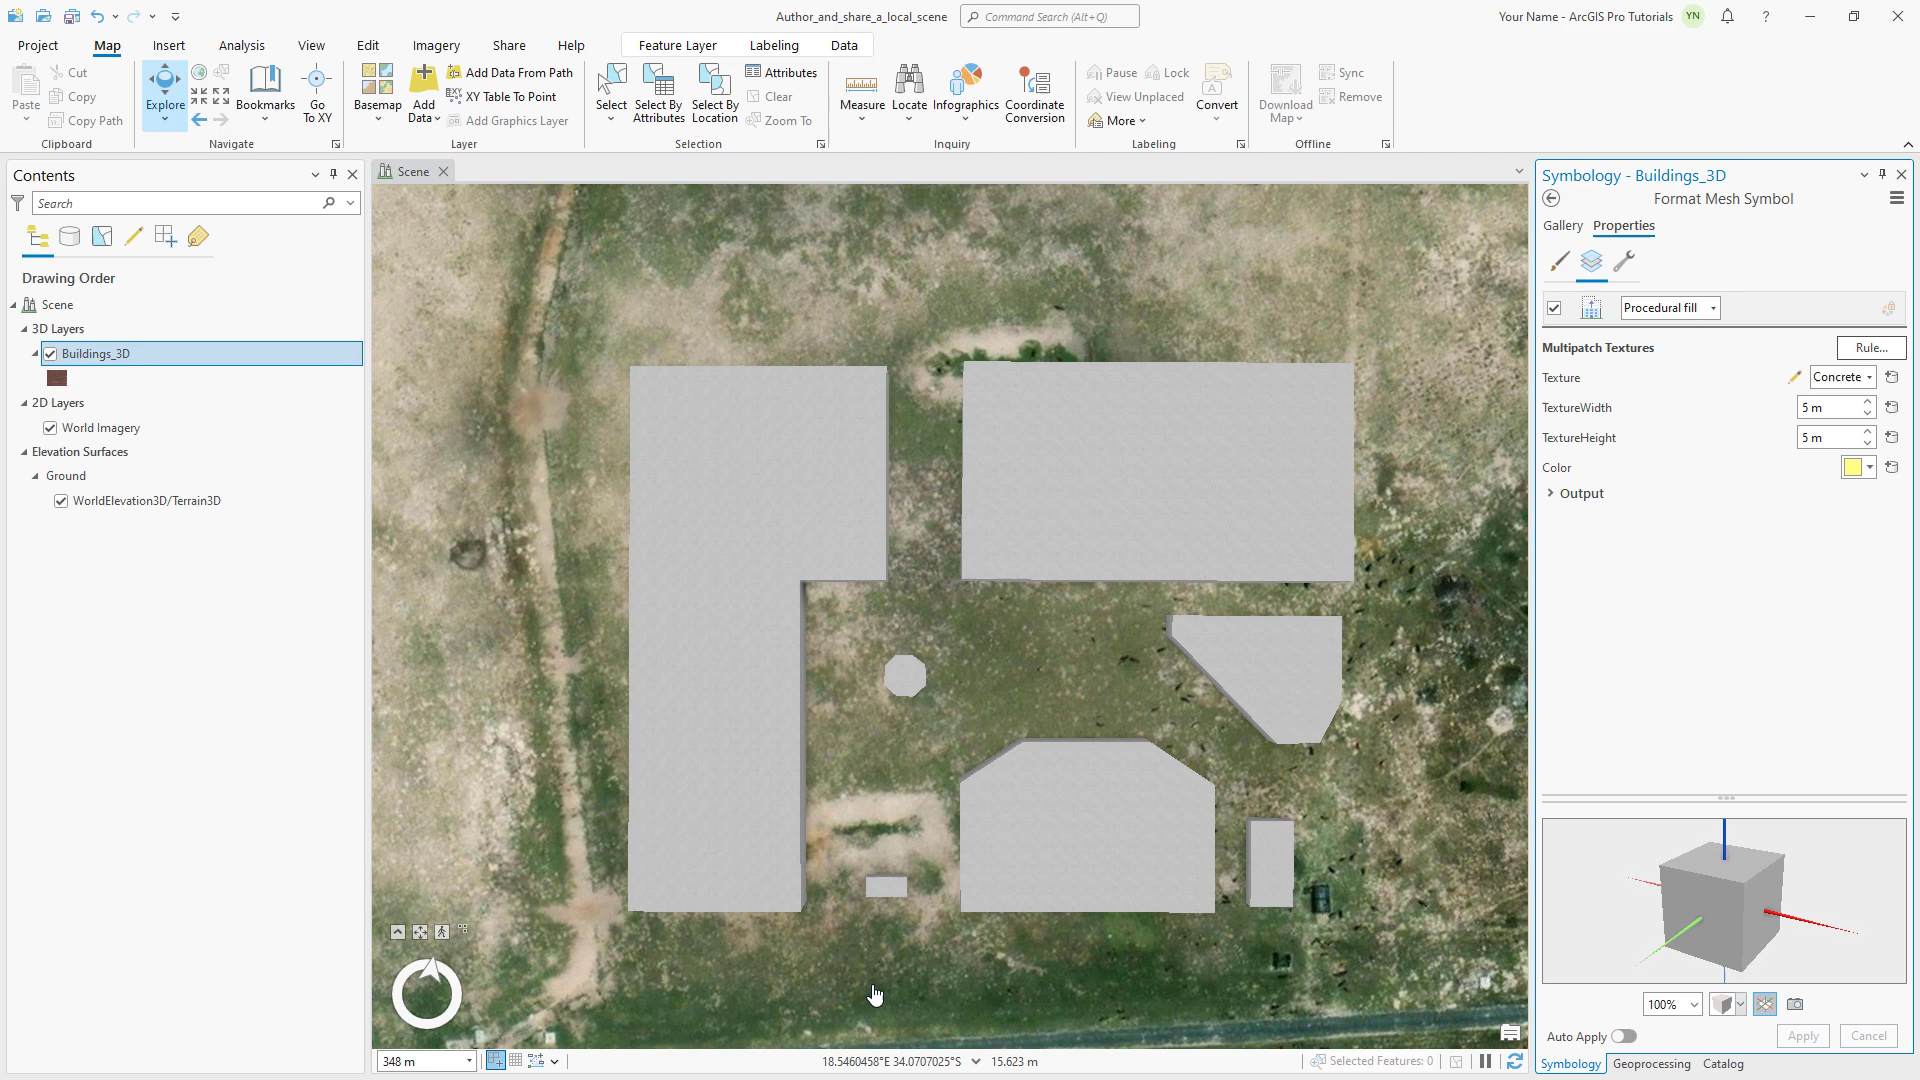 Author_and_share_a_local_scene
Command Search (Alt+Q)
Your Name - ArcGIS Pro Tutorials
YN
Project
Map
Insert
Analysis
View
Edit
Imagery
Share
Help
Feature Layer
Labeling
Data
Paste
Cut
Copy
Copy Path
Clipboard
Explore
Bookmarks
Go To XY
Navigate
Basemap
Add Data
Add Data From Path
XY Table To Point
Add Graphics Layer
Layer
Select
Select By Attributes
Select By Location
Attributes
Clear
Zoom To
Selection
Measure
Locate
Infographics
Coordinate Conversion
Inquiry
Pause
Lock
View Unplaced
More
Convert
Labeling
Download Map
Sync
Remove
Offline
Contents
Search
Drawing Order
Scene
3D Layers
Buildings_3D
2D Layers
World Imagery
Elevation Surfaces
Ground
WorldElevation3D/Terrain3D
Scene
348 m
18.5460458°E 34.0707025°S
15.623 m
Selected Features: 0
Symbology - Buildings_3D
Format Mesh Symbol
Gallery
Properties
Procedural fill
Multipatch Textures
Rule...
Texture
Concrete
TextureWidth
5 m
TextureHeight
5 m
Color
Output
100%
Auto Apply
Apply
Cancel
Symbology
Geoprocessing
Catalog